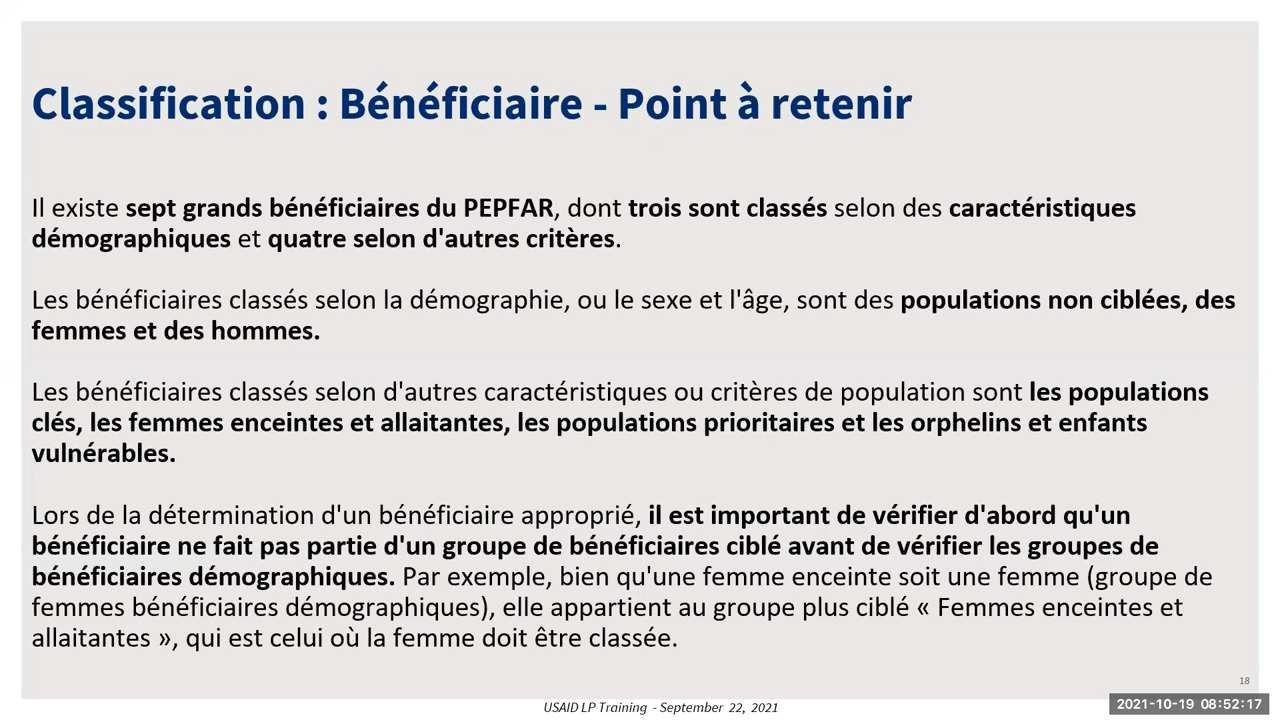 Classification : Bénéficiaire - Point à retenir
Il existe sept grands bénéficiaires du PEPFAR, dont trois sont classés selon des caractéristiques
démographiques et quatre selon d'autres critères.
Les bénéficiaires classés selon la démographie, ou le sexe et l'âge, sont des populations non ciblées, des
femmes et des hommes.
Les bénéficiaires classés selon d'autres caractéristiques ou critères de population sont les populations
clés, les femmes enceintes et allaitantes, les populations prioritaires et les orphelins et enfants
vulnérables.
Lors de la détermination d'un bénéficiaire approprié, il est important de vérifier d'abord qu'un
bénéficiaire ne fait pas partie d'un groupe de bénéficiaires ciblé avant de vérifier les groupes de
bénéficiaires démographiques. Par exemple, bien qu'une femme enceinte soit une femme (groupe de
femmes bénéficiaires démographiques), elle appartient au groupe plus ciblé « Femmes enceintes et
allaitantes », qui est celui où la femme doit être classée.
18
USAID LP Training - September 22, 2021
2021-10-19 08:52:17